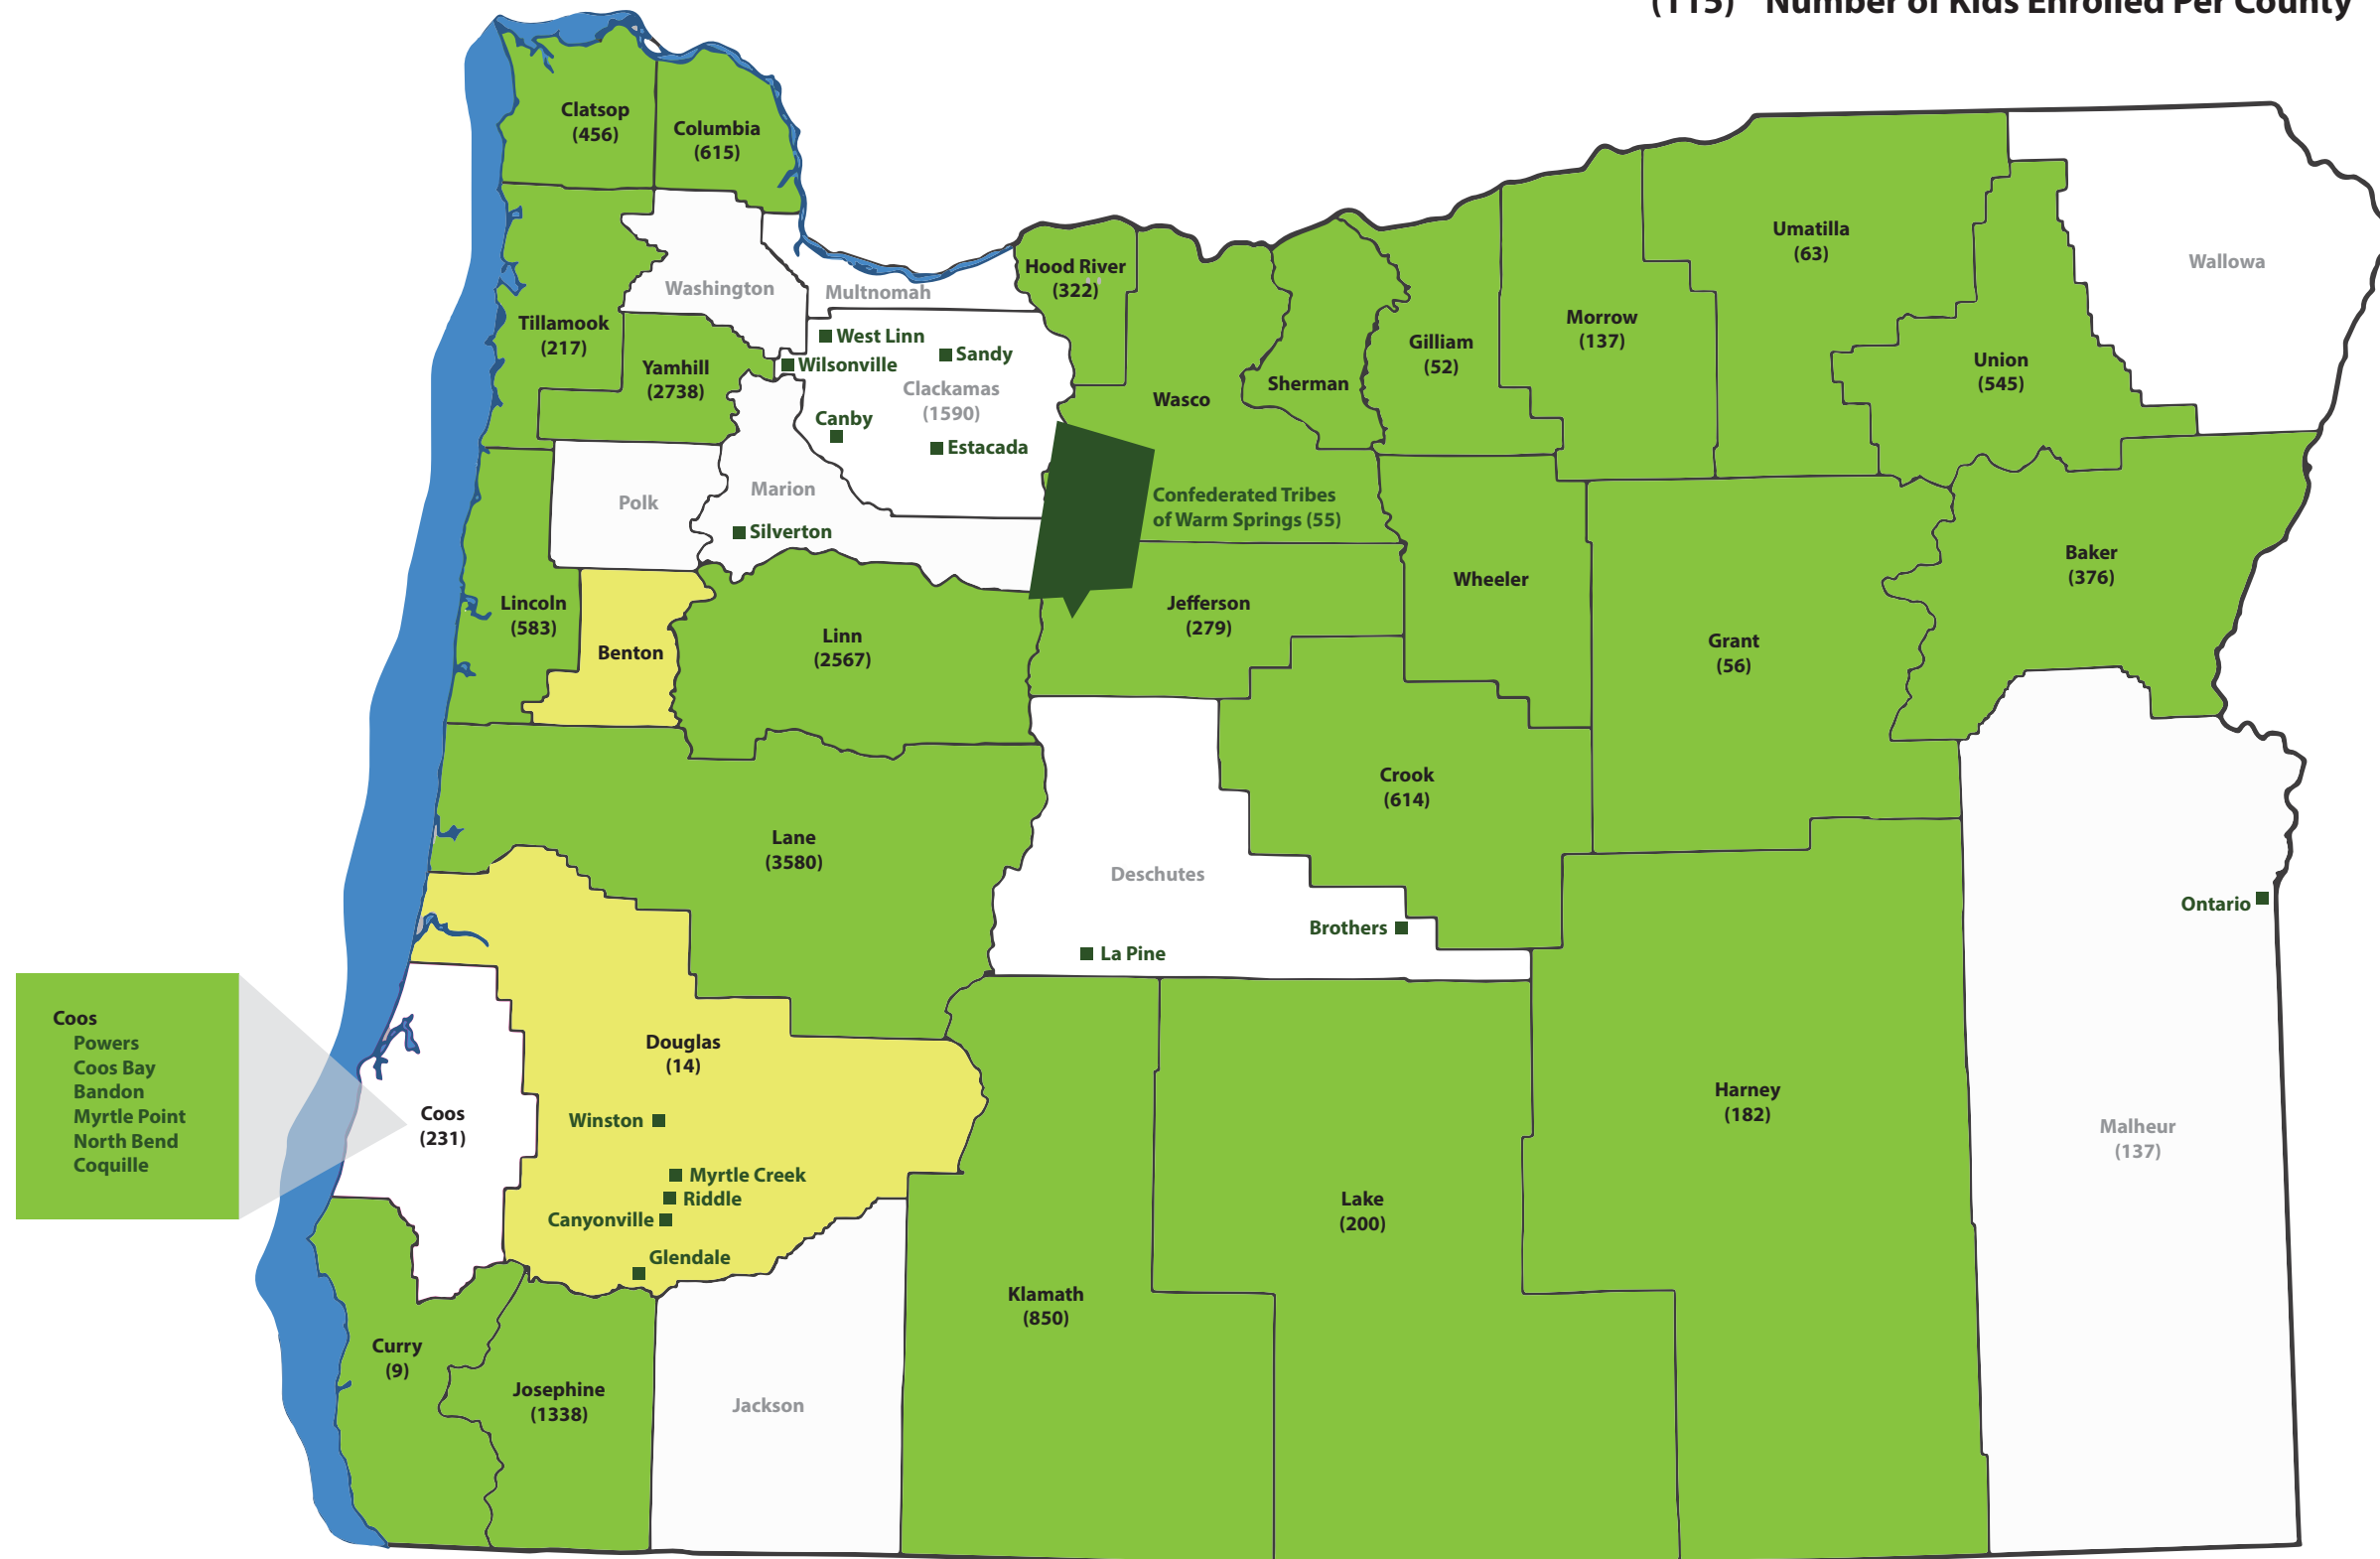 (115) Number of Kids Enrolled Per County
Clatsop
(456)
Columbia
(615)
Umatilla
(63)
Wallowa
Hood River
(322)
Washington
Multnomah
Tillamook
(217)
Morrow
(137)
West Linn
Sandy
Gilliam
(52)
Wilsonville
Yamhill
(2738)
Union
(545)
Clackamas
(1590)
Sherman
Wasco
Canby
Estacada
Polk
Marion
Confederated Tribes
of Warm Springs (55)
Silverton
Baker
(376)
Wheeler
Lincoln
(583)
Jefferson
(279)
Benton
Linn
(2567)
Grant
(56)
Crook
(614)
Lane
(3580)
Deschutes
Ontario
Brothers
La Pine
Coos
Powers
Coos Bay
Bandon
Myrtle Point
North Bend
Coquille
Douglas
(14)
Coos
(231)
Winston
Harney
(182)
Malheur
(137)
Myrtle Creek
Riddle
Canyonville
Lake
(200)
Glendale
Klamath
(850)
Curry
(9)
Josephine
(1338)
Jackson